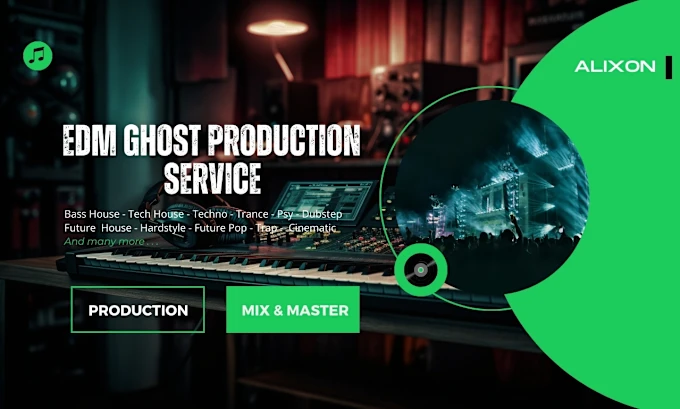 ALIXON
EDM GHOST PRODUCTION
SERVICE
Bass House - Tech House - Techno - Trance - Psy - Dubstep
Future House - Hardstyle - Future Pop - Trap - Cinematic
And many more . . .
PRODUCTION
MIX & MASTER